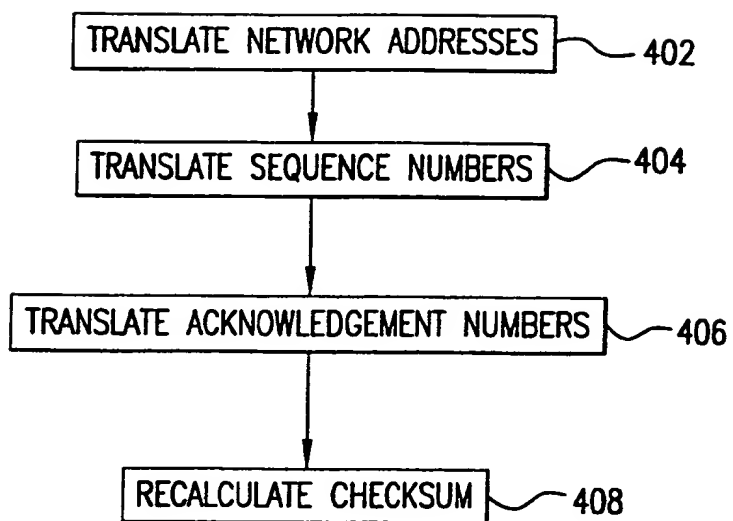 TRANSLATE NETWORK ADDRESSES 402
TRANSLATE SEQUENCE NUMBERS 404
TRANSLATE ACKNOWLEDGEMENT NUMBERS 406
RECALCULATE CHECKSUM 408